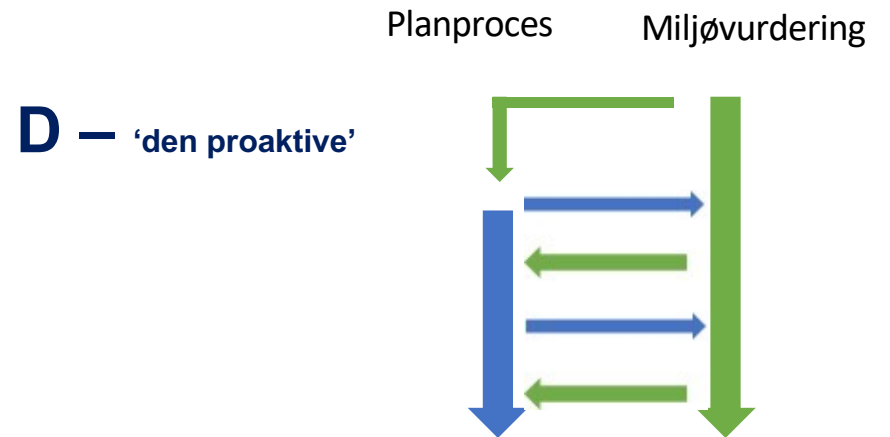 Planproces Miljøvurdering
D – ‘den proaktive’